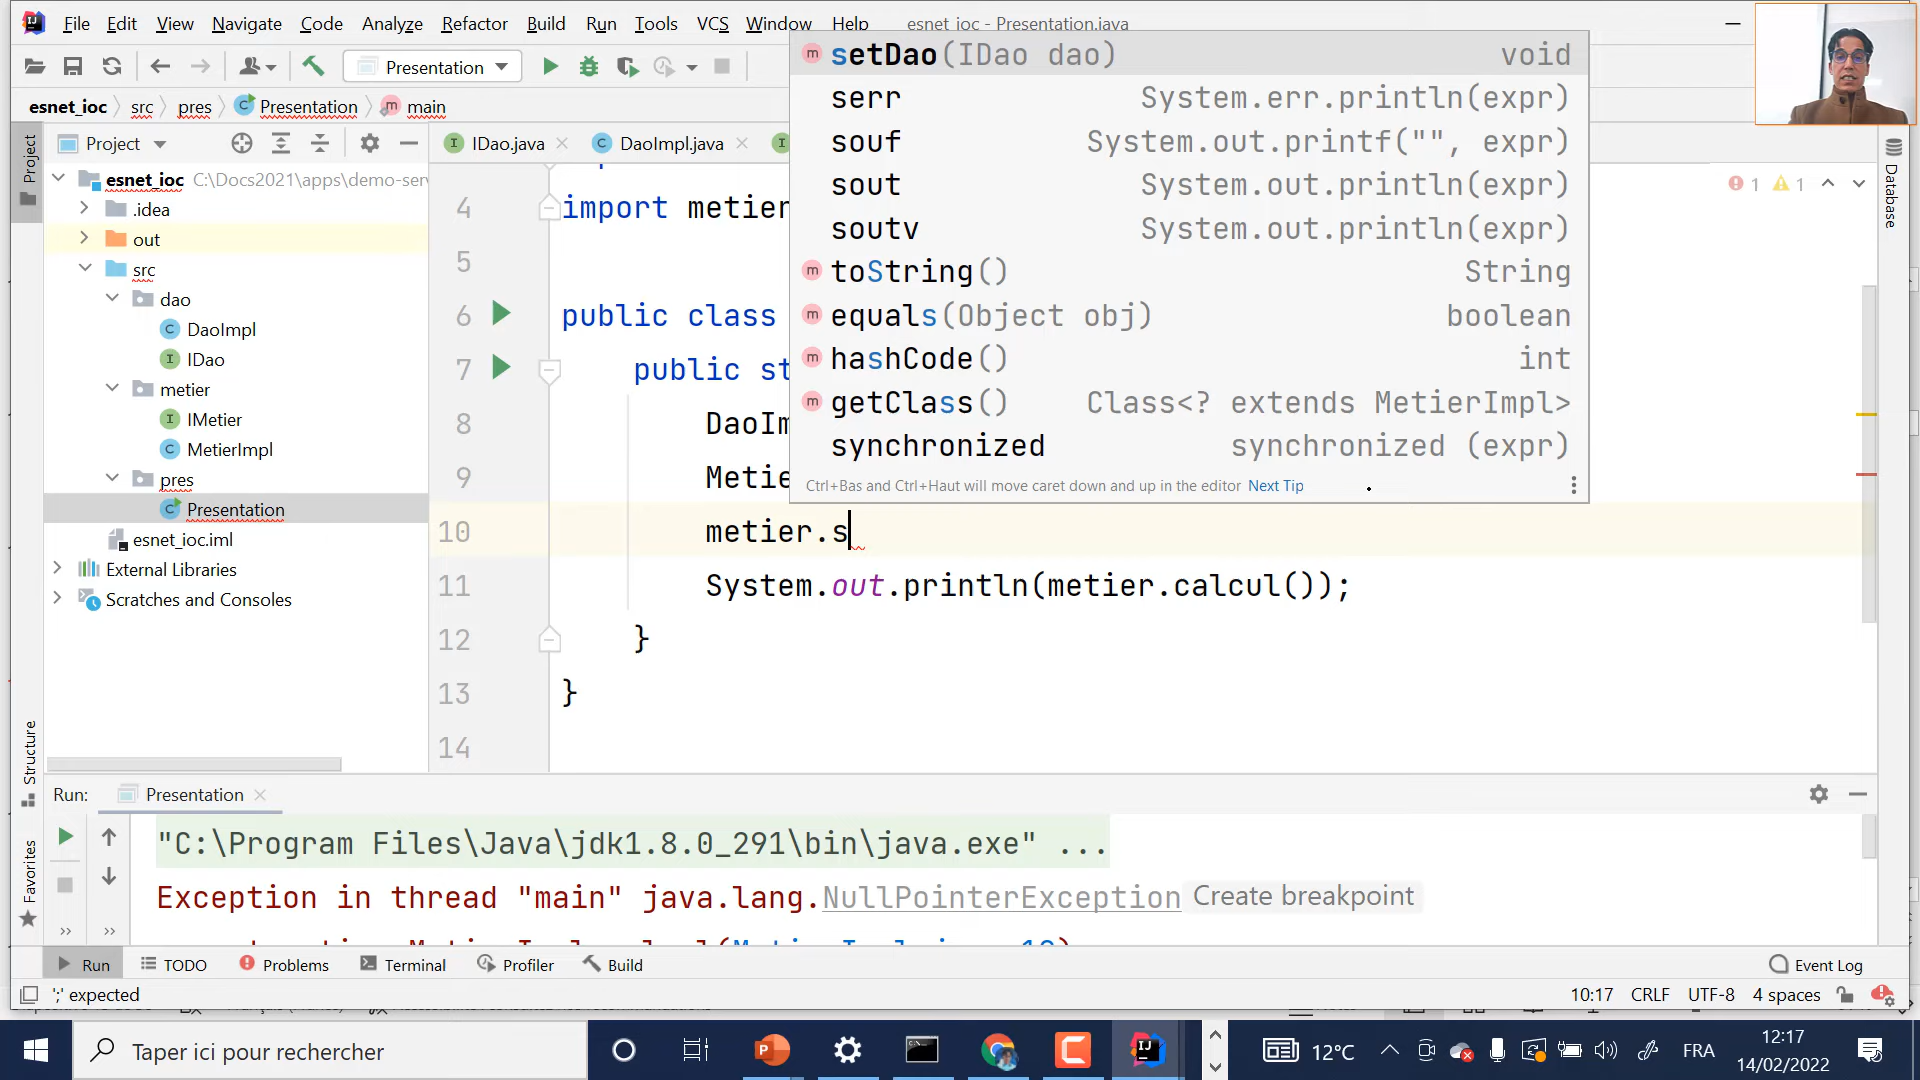 File Edit View Navigate Code Analyze Refactor Build Run Tools VCS Window Help esnet_ioc - Presentation.java
Presentation
esnet_ioc src pres Presentation main
Project IDao.java DaoImpl.java
esnet_ioc C:\Docs2021\apps\demo-ser
.idea
out
src
dao
DaoImpl
IDao
metier
IMetier
MetierImpl
pres
Presentation
esnet_ioc.iml
External Libraries
Scratches and Consoles
Project
Structure
Favorites
Database
1 1
4 import metier
5
6 public class
7 public st
8 DaoIm
9 Metie
10 metier.s
11 System.out.println(metier.calcul());
12 }
13 }
14
setDao(IDao dao) void
serr System.err.println(expr)
souf System.out.printf("", expr)
sout System.out.println(expr)
soutv System.out.println(expr)
toString() String
equals(Object obj) boolean
hashCode() int
getClass() Class<? extends MetierImpl>
synchronized synchronized (expr)
Ctrl+Bas and Ctrl+Haut will move caret down and up in the editor Next Tip
Run: Presentation
"C:\Program Files\Java\jdk1.8.0_291\bin\java.exe" ...
Exception in thread "main" java.lang.NullPointerException Create breakpoint
Run TODO Problems Terminal Profiler Build Event Log
';' expected 10:17 CRLF UTF-8 4 spaces
Taper ici pour rechercher 12°C FRA 12:17
14/02/2022